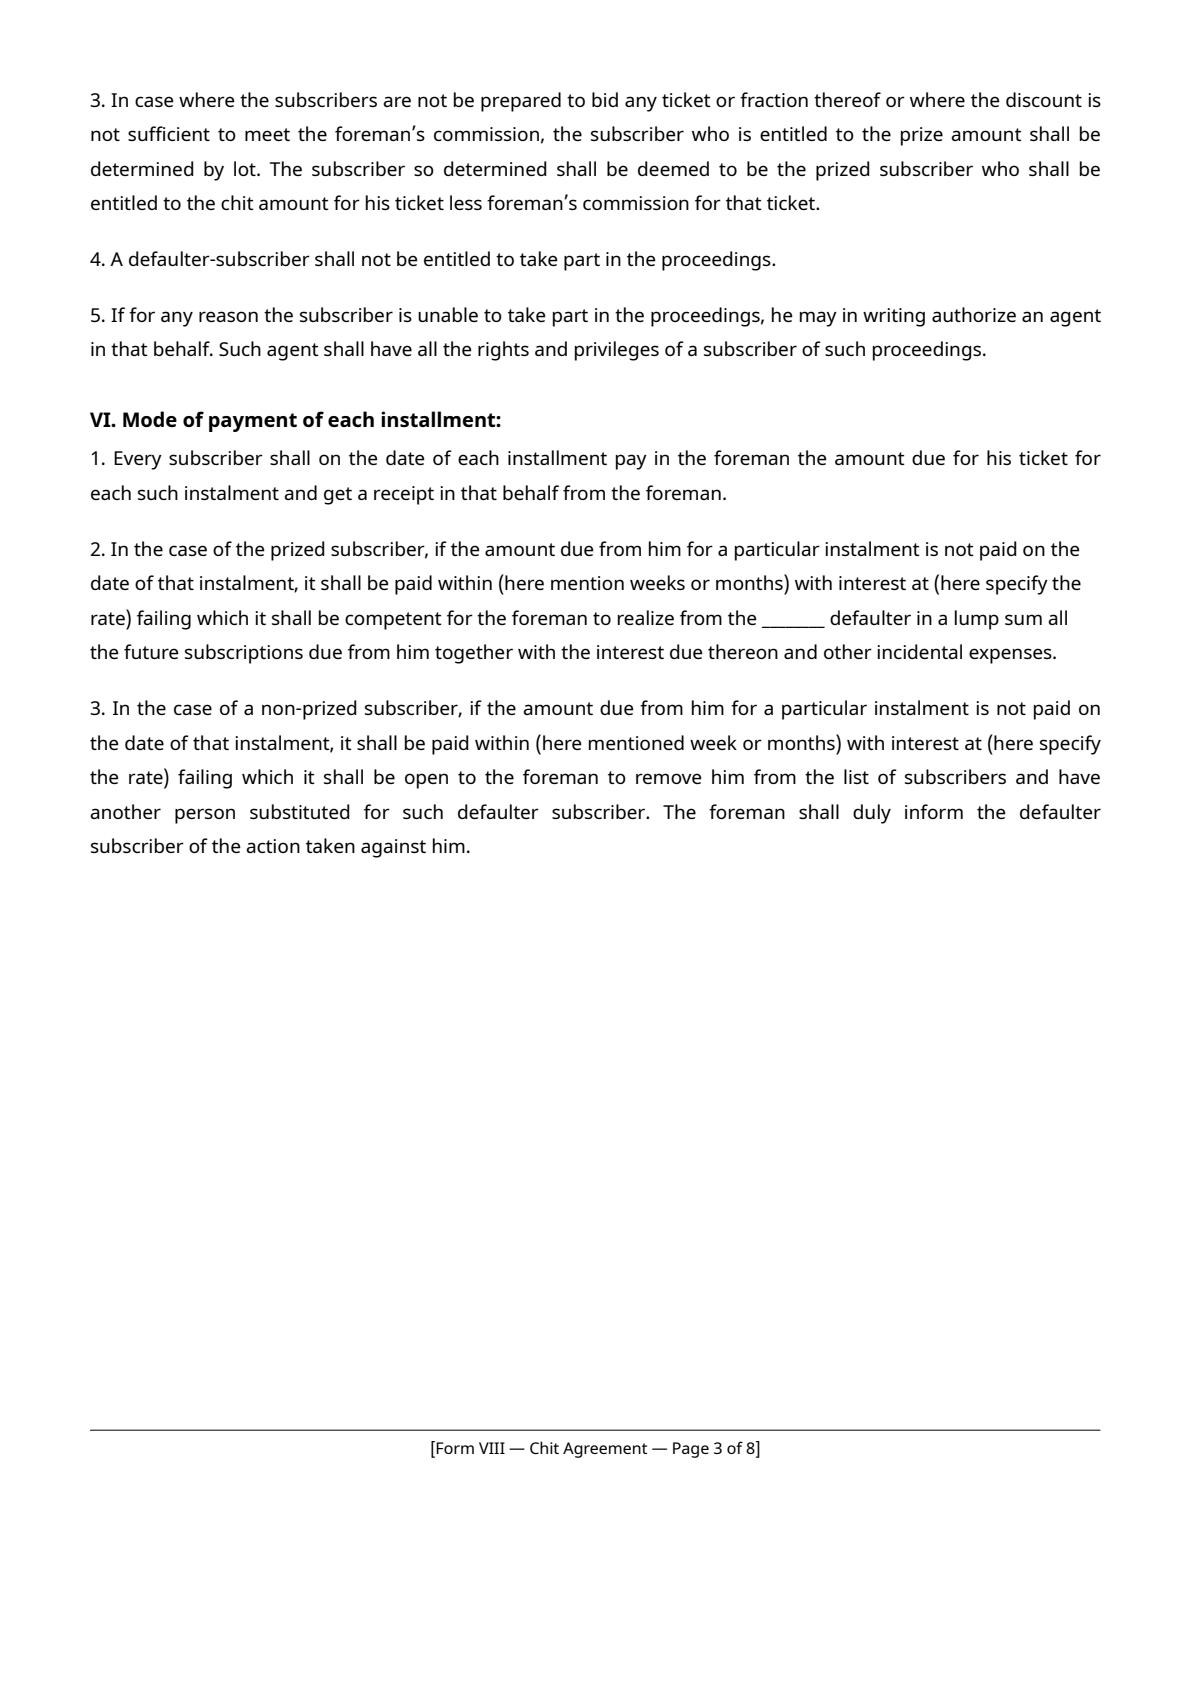 3. In case where the subscribers are not be prepared to bid any ticket or fraction thereof or where the discount is
not sufficient to meet the foreman’s commission, the subscriber who is entitled to the prize amount shall be
determined by lot. The subscriber so determined shall be deemed to be the prized subscriber who shall be
entitled to the chit amount for his ticket less foreman’s commission for that ticket.
4. A defaulter-subscriber shall not be entitled to take part in the proceedings.
5. If for any reason the subscriber is unable to take part in the proceedings, he may in writing authorize an agent
in that behalf. Such agent shall have all the rights and privileges of a subscriber of such proceedings.
VI. Mode of payment of each installment:
1. Every subscriber shall on the date of each installment pay in the foreman the amount due for his ticket for
each such instalment and get a receipt in that behalf from the foreman.
2. In the case of the prized subscriber, if the amount due from him for a particular instalment is not paid on the
date of that instalment, it shall be paid within (here mention weeks or months) with interest at (here specify the
rate) failing which it shall be competent for the foreman to realize from the _______ defaulter in a lump sum all
the future subscriptions due from him together with the interest due thereon and other incidental expenses.
3. In the case of a non-prized subscriber, if the amount due from him for a particular instalment is not paid on
the date of that instalment, it shall be paid within (here mentioned week or months) with interest at (here specify
the rate) failing which it shall be open to the foreman to remove him from the list of subscribers and have
another person substituted for such defaulter subscriber. The foreman shall duly inform the defaulter
subscriber of the action taken against him.
[Form VIII — Chit Agreement — Page 3 of 8]